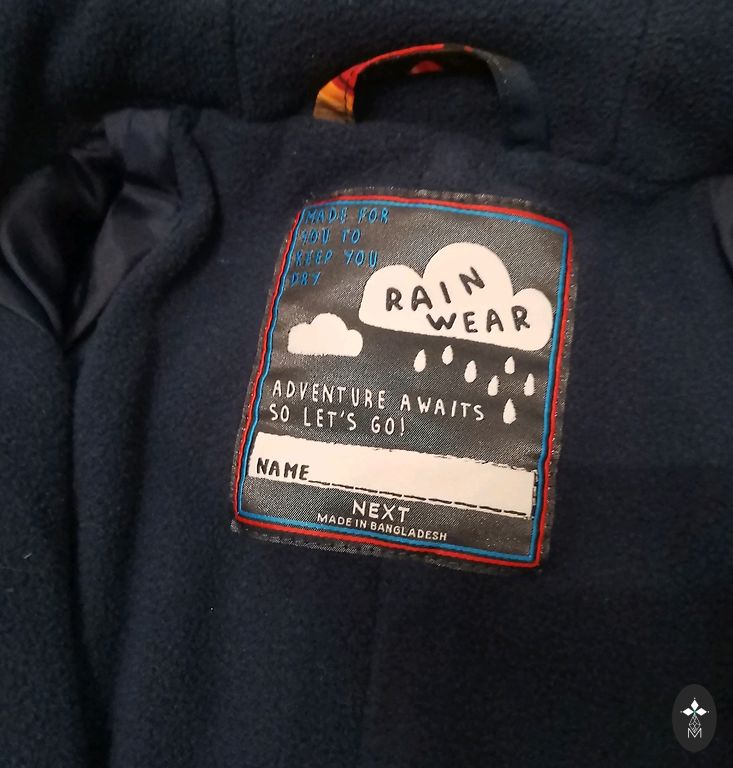 MADE FOR
YOU TO
KEEP YOU
DRY
RAIN
WEAR
ADVENTURE AWAITS
SO LET'S GO!
NAME
NEXT
MADE IN BANGLADESH
M